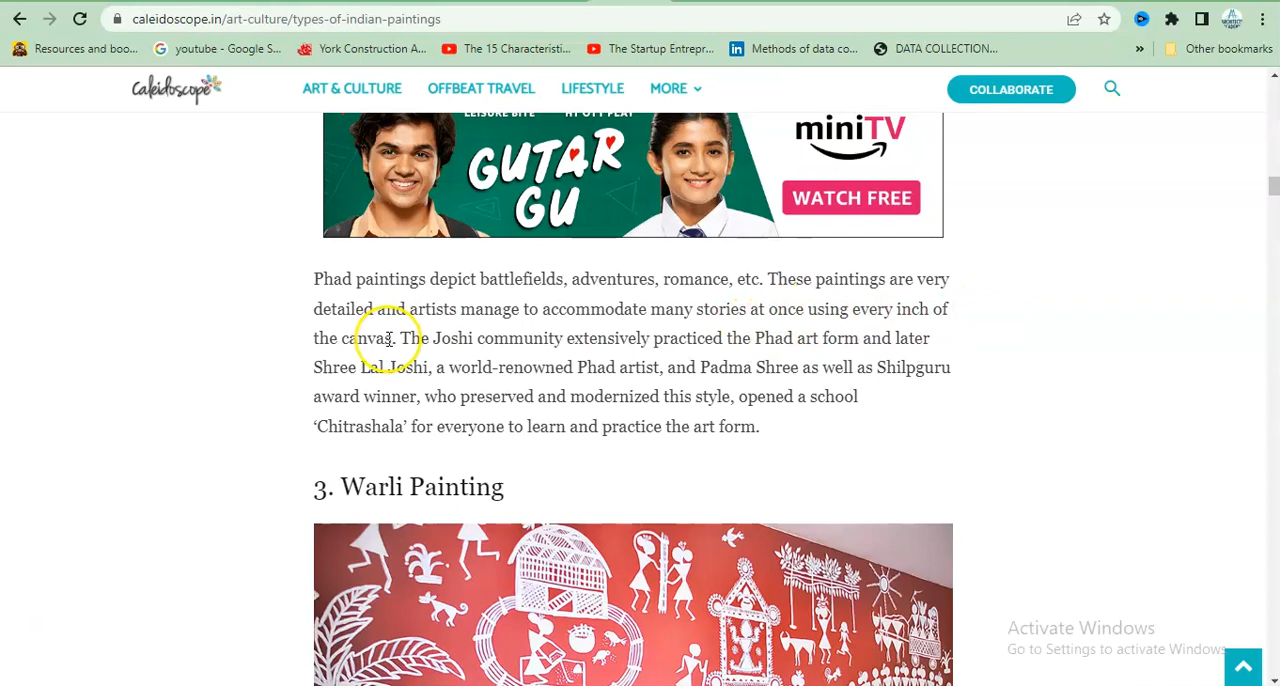 caleidoscope.in/art-culture/types-of-indian-paintings
Resources and boo... youtube - Google S... York Construction A... The 15 Characteristi... The Startup Entrepr... Methods of data co... DATA COLLECTION... » Other bookmarks
Caleidoscope ART & CULTURE OFFBEAT TRAVEL LIFESTYLE MORE COLLABORATE
GUTAR GU
miniTV
WATCH FREE
Phad paintings depict battlefields, adventures, romance, etc. These paintings are very
detailed and artists manage to accommodate many stories at once using every inch of
the canvas. The Joshi community extensively practiced the Phad art form and later
Shree Lal Joshi, a world-renowned Phad artist, and Padma Shree as well as Shilpguru
award winner, who preserved and modernized this style, opened a school
‘Chitrashala’ for everyone to learn and practice the art form.
3. Warli Painting
Activate Windows
Go to Settings to activate Windows.